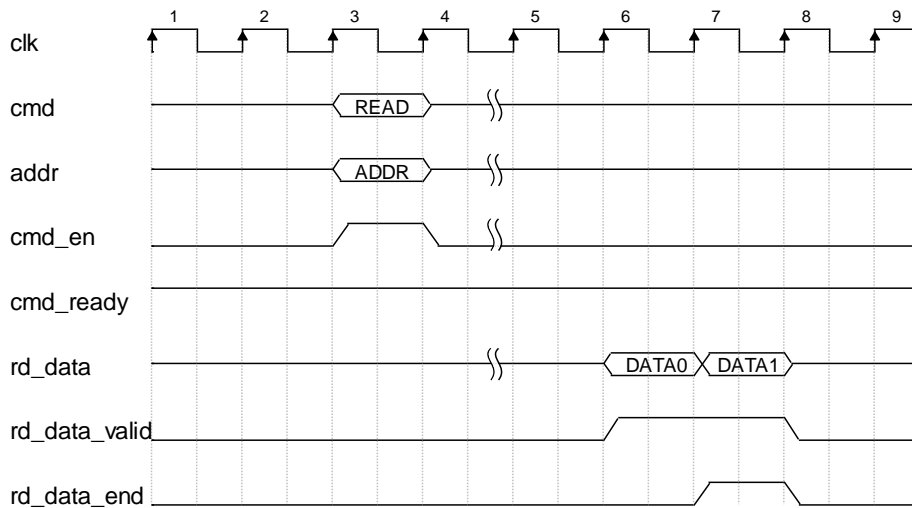 1 2 3 4 5 6 7 8 9
clk
cmd READ
addr ADDR
cmd_en
cmd_ready
rd_data DATA0 DATA1
rd_data_valid
rd_data_end